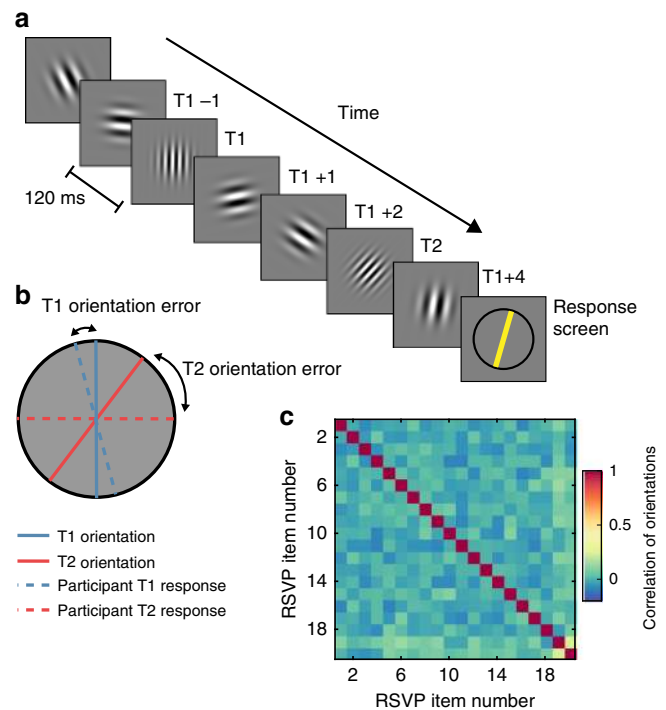 a
T1 –1
Time
T1
T1 +1
120 ms
T1 +2
T2
T1+4
Response
screen
b
T1 orientation error
T2 orientation error
T1 orientation
T2 orientation
Participant T1 response
Participant T2 response
c
2
6
10
14
18
RSVP item number
2
6
10
14
18
RSVP item number
1
0.5
0
Correlation of orientations